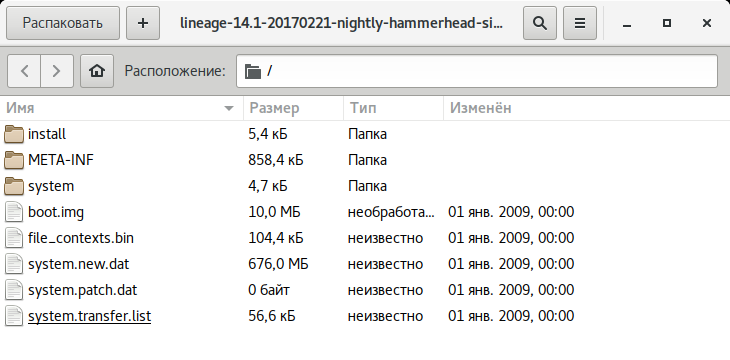 Распаковать + lineage-14.1-20170221-nightly-hammerhead-si...
Расположение: /
Имя Размер Тип Изменён
install 5,4 кБ Папка
META-INF 858,4 кБ Папка
system 4,7 кБ Папка
boot.img 10,0 МБ необработа... 01 янв. 2009, 00:00
file_contexts.bin 104,4 кБ неизвестно 01 янв. 2009, 00:00
system.new.dat 676,0 МБ неизвестно 01 янв. 2009, 00:00
system.patch.dat 0 байт неизвестно 01 янв. 2009, 00:00
system.transfer.list 56,6 кБ неизвестно 01 янв. 2009, 00:00